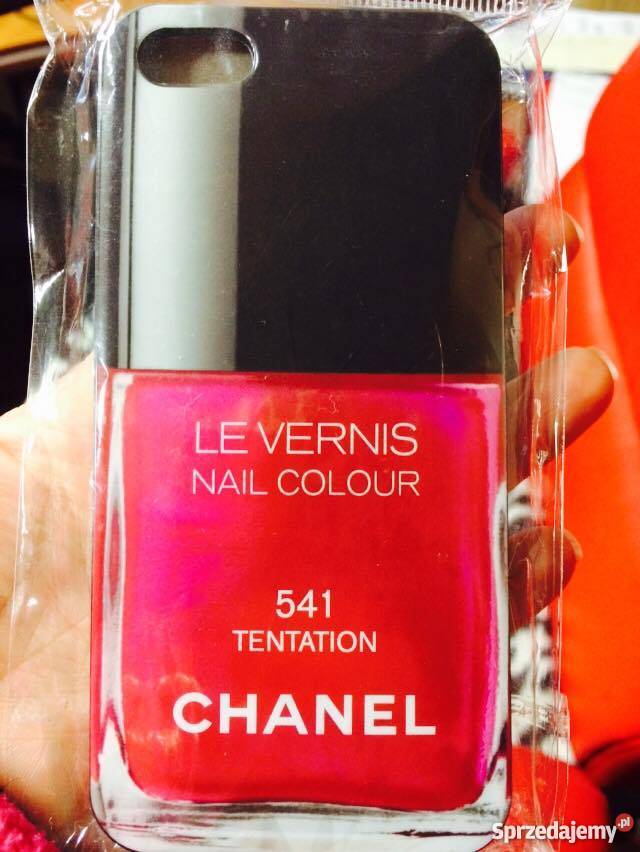 LE VERNIS
NAIL COLOUR
541
TENTATION
CHANEL
Sprzedajemy.pl